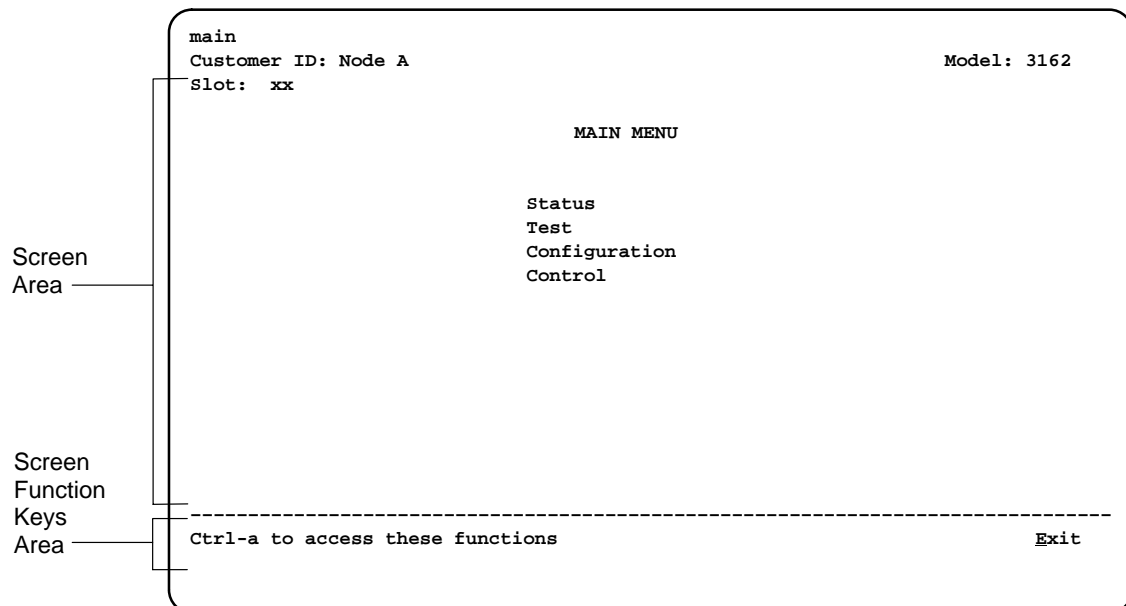 main
Customer ID: Node A Model: 3162
Slot: xx
MAIN MENU
Status
Test
Configuration
Control
Screen
Area
Screen
Function
Keys
Area
Ctrl-a to access these functions Exit